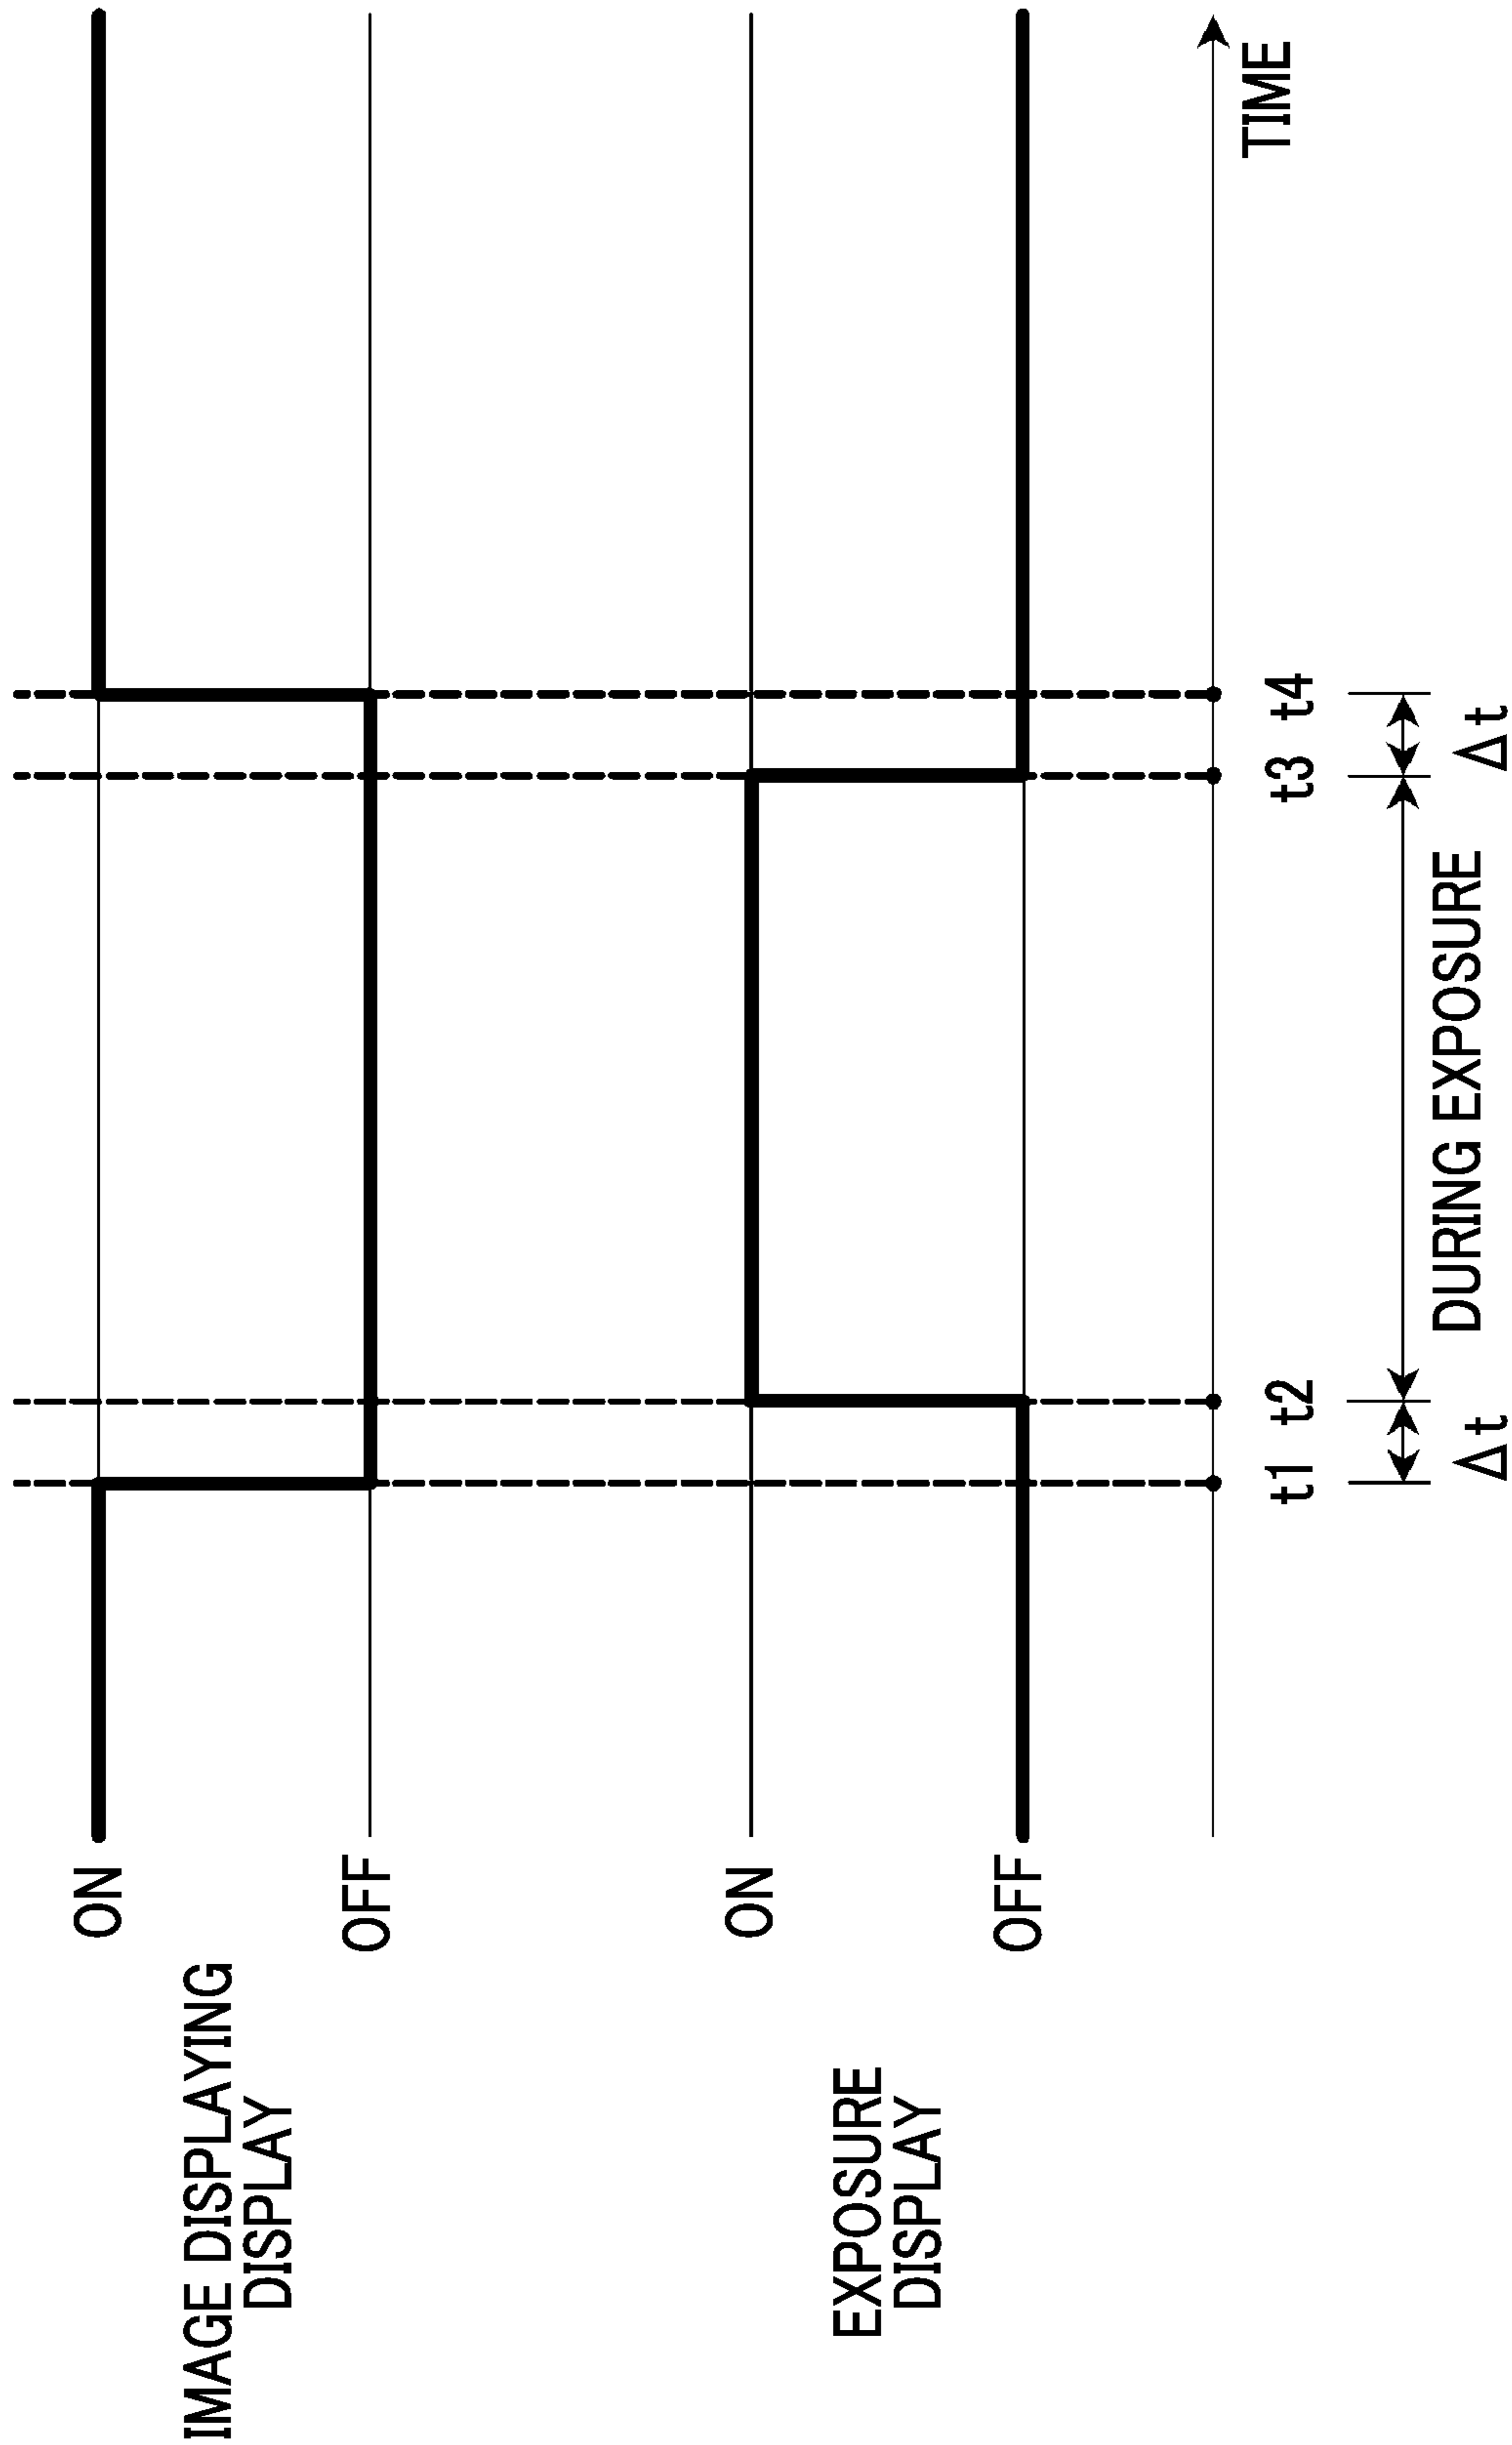 IMAGE DISPLAYING
DISPLAY
ON
OFF
EXPOSURE
DISPLAY
ON
OFF
TIME
t1 t2 t3 t4
DURING EXPOSURE
Δt Δt